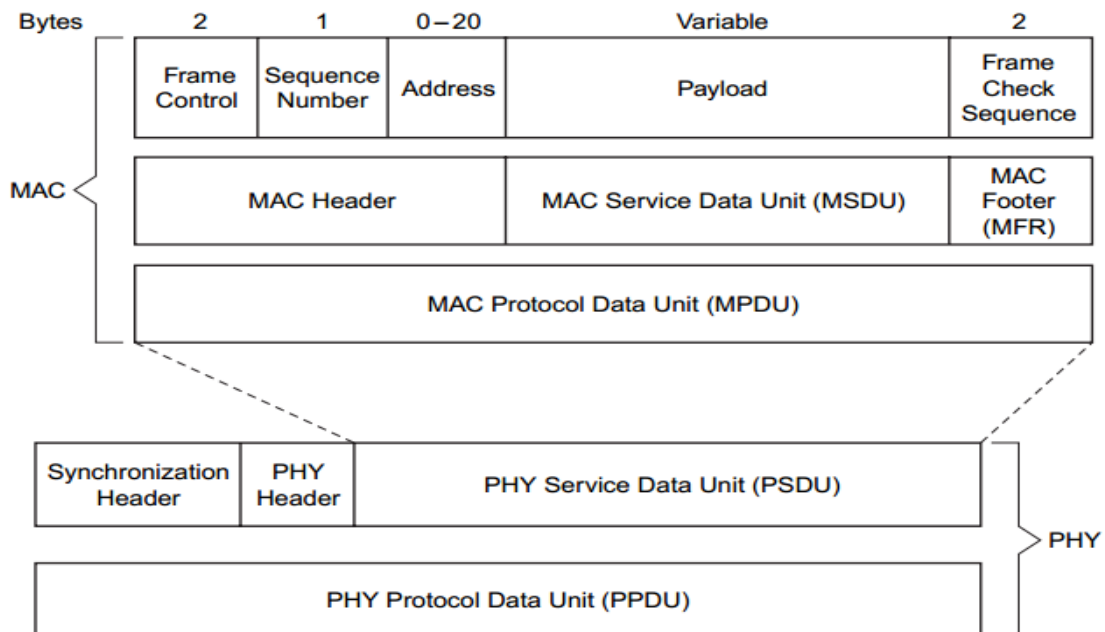 Bytes 2 1 0–20 Variable 2
Frame Control Sequence Number Address Payload Frame Check Sequence
MAC
MAC Header MAC Service Data Unit (MSDU) MAC Footer (MFR)
MAC Protocol Data Unit (MPDU)
Synchronization Header PHY Header PHY Service Data Unit (PSDU)
PHY
PHY Protocol Data Unit (PPDU)